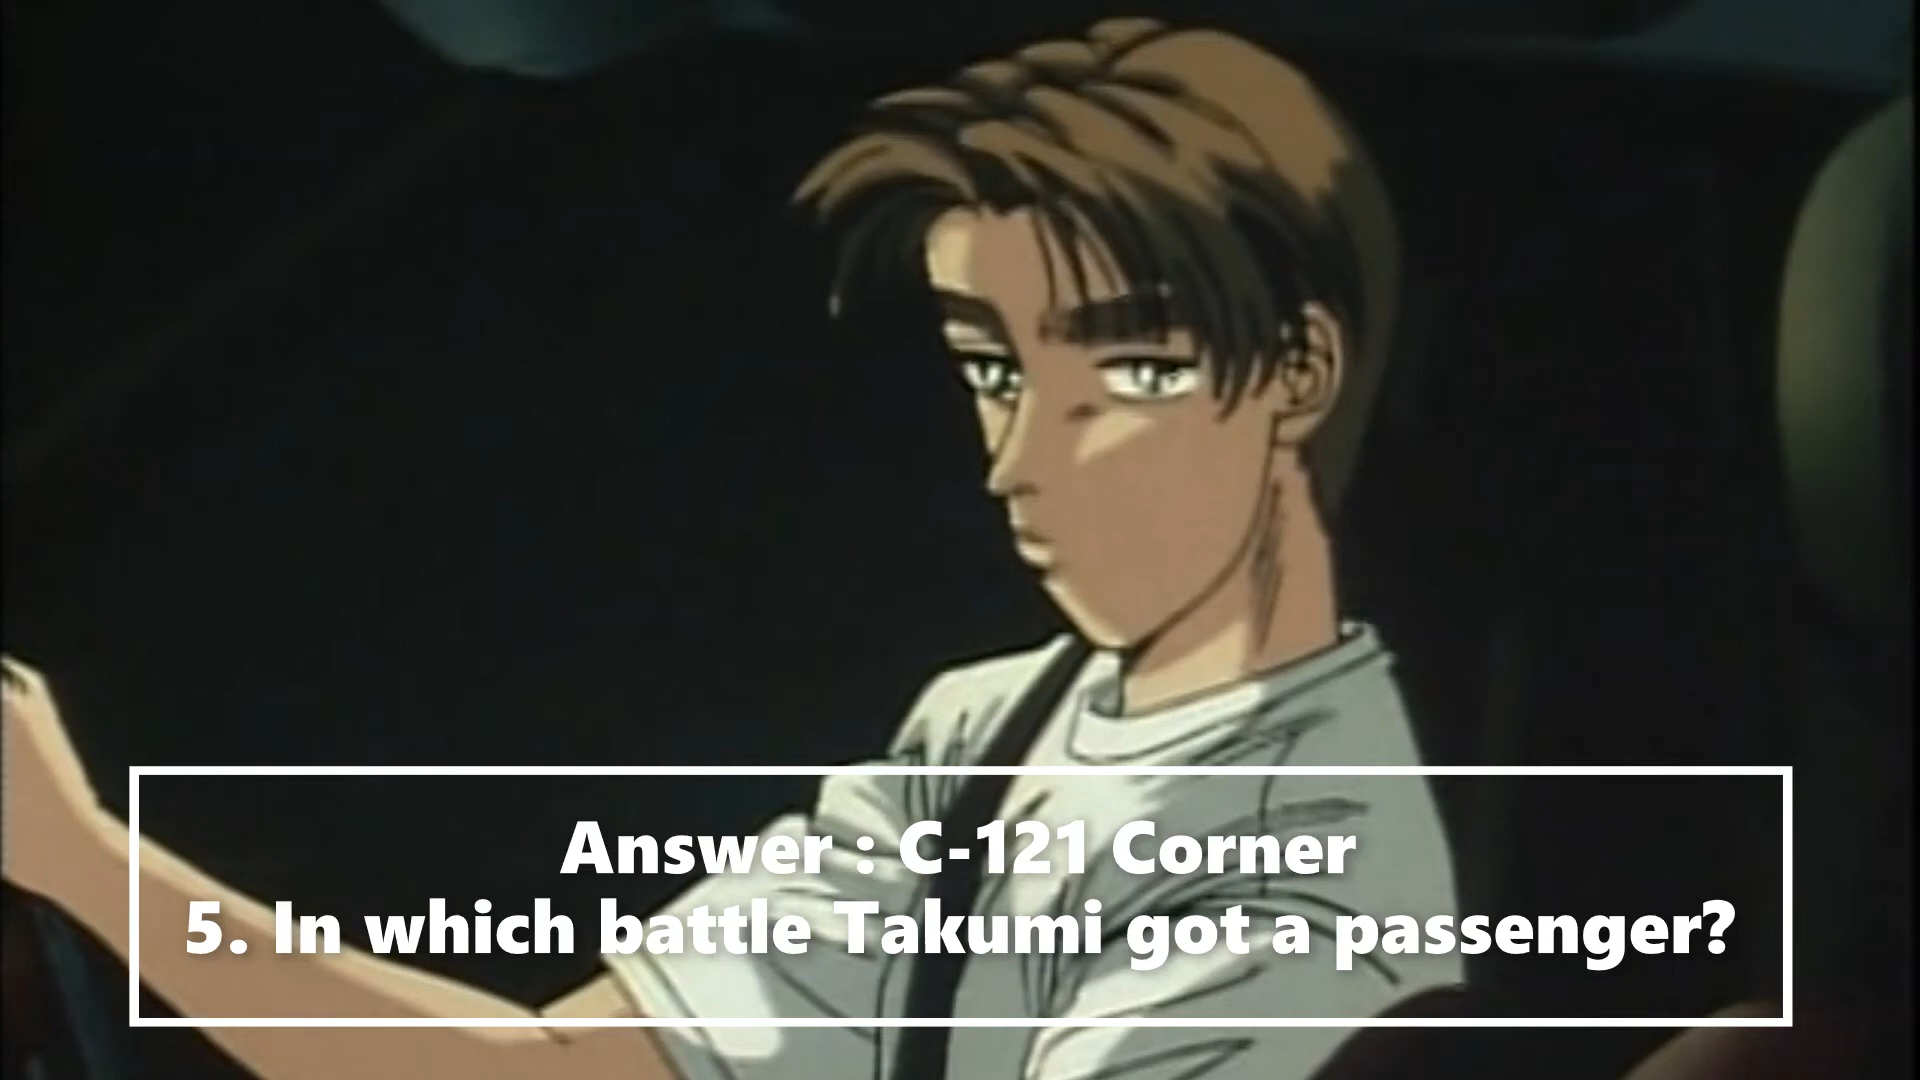 Answer : C-121 Corner
5. In which battle Takumi got a passenger?